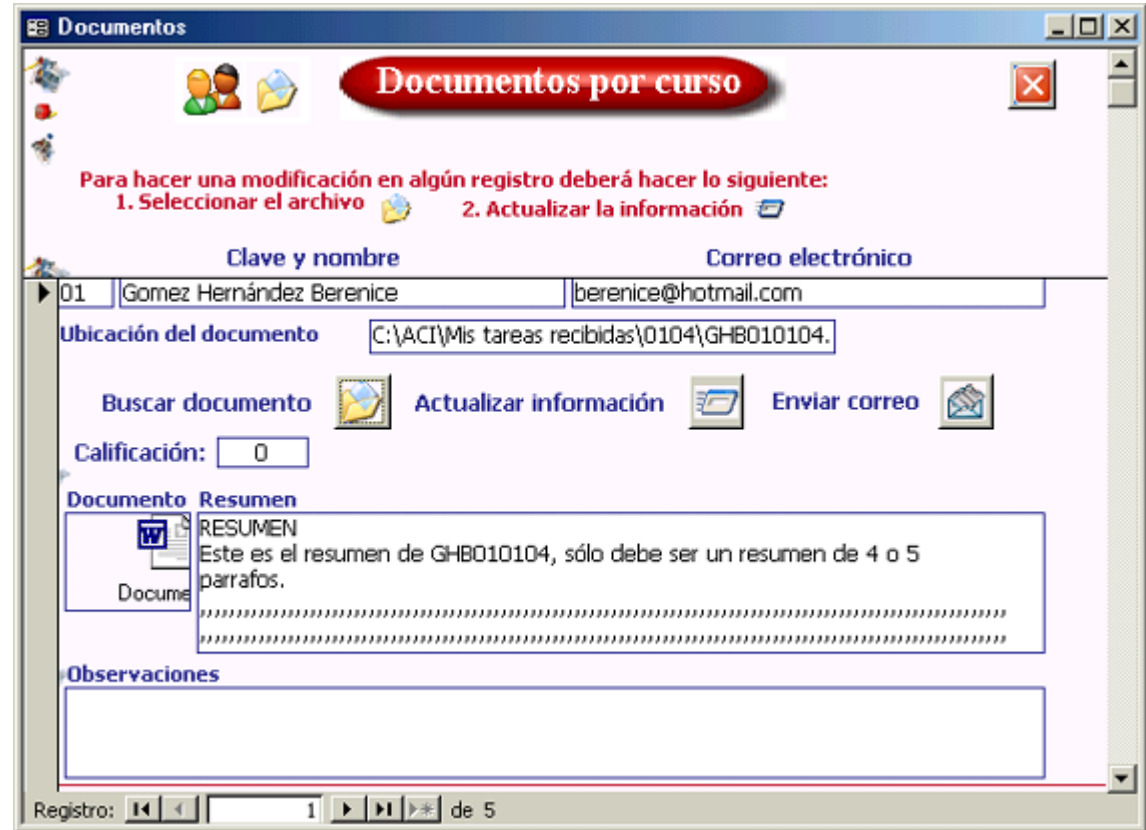 Documentos
Documentos por curso
Para hacer una modificación en algún registro deberá hacer lo siguiente:
1. Seleccionar el archivo 2. Actualizar la información
Clave y nombre Correo electrónico
01 Gomez Hernández Berenice berenice@hotmail.com
Ubicación del documento C:\ACI\Mis tareas recibidas\0104\GHB010104.
Buscar documento Actualizar información Enviar correo
Calificación: 0
Documento Resumen
RESUMEN
Este es el resumen de GHB010104, sólo debe ser un resumen de 4 o 5
parrafos.
Docume
,,,,,,,,,,,,,,,,,,,,,,,,,,,,,,,,,,,,,,,,,,,,,,,,,,,,,,,,,,,,,,,,,,,,,,,,,,,,,,,,,,,,,,,,,,,,,,,,,,,,,,,,
,,,,,,,,,,,,,,,,,,,,,,,,,,,,,,,,,,,,,,,,,,,,,,,,,,,,,,,,,,,,,,,,,,,,,,,,,,,,,,,,,,,,,,,,,,,,,,,,,,,,,,,,
Observaciones
Registro: 1 de 5